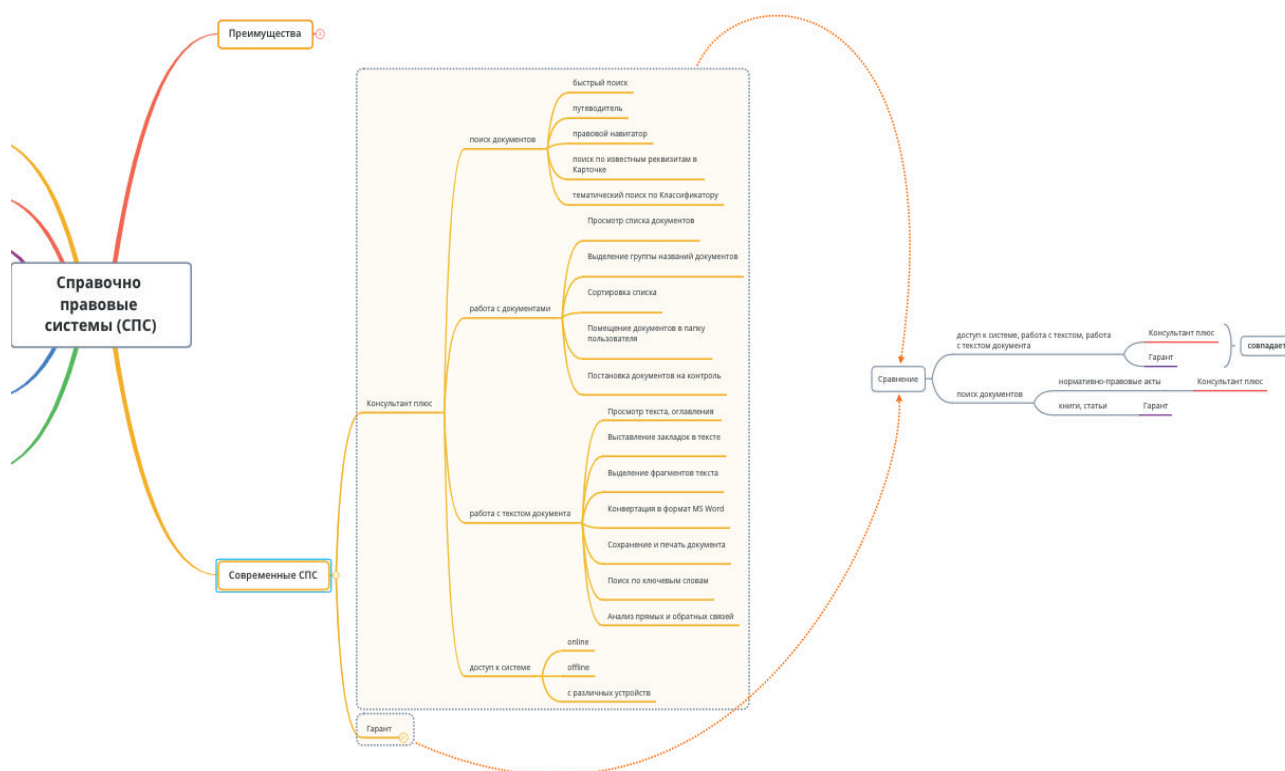 Преимущества
Справочно
правовые
системы (СПС)
Современные СПС
Консультант плюс
поиск документов
быстрый поиск
путеводитель
правовой навигатор
поиск по известным реквизитам в
Карточке
тематический поиск по Классификатору
работа с документами
Просмотр списка документов
Выделение группы названий документов
Сортировка списка
Помещение документов в папку
пользователя
Постановка документов на контроль
работа с текстом документа
Просмотр текста, оглавления
Выставление закладок в тексте
Выделение фрагментов текста
Конвертация в формат MS Word
Сохранение и печать документа
Поиск по ключевым словам
Анализ прямых и обратных связей
доступ к системе
online
offline
с различных устройств
Гарант
Сравнение
доступ к системе, работа с текстом, работа
с текстом документа
Консультант плюс
Гарант
совпадает
поиск документов
нормативно-правовые акты
Консультант плюс
книги, статьи
Гарант